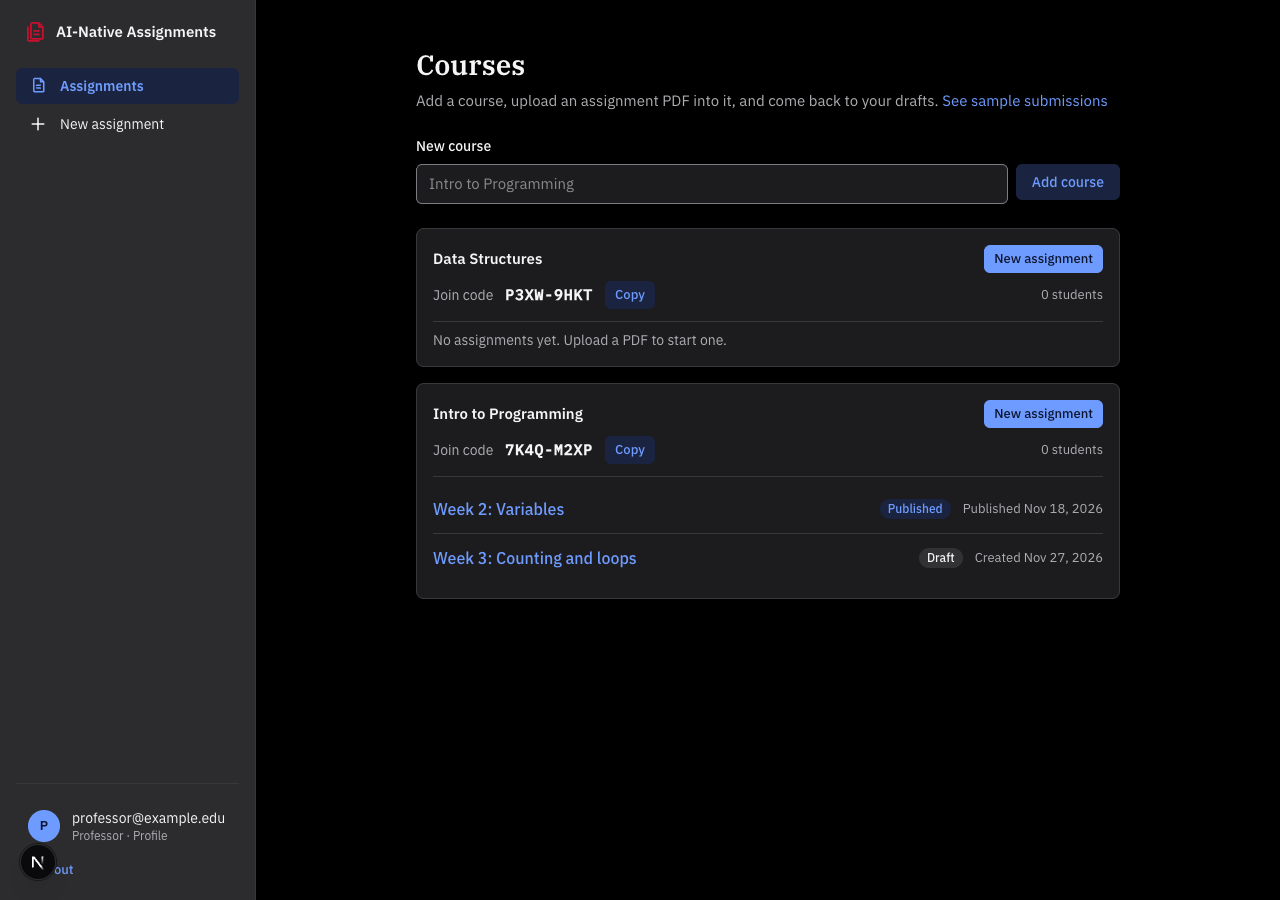 AI-Native Assignments
Assignments
New assignment
Courses
Add a course, upload an assignment PDF into it, and come back to your drafts. See sample submissions
New course
Intro to Programming
Add course
Data Structures
New assignment
Join code P3XW-9HKT Copy
0 students
No assignments yet. Upload a PDF to start one.
Intro to Programming
New assignment
Join code 7K4Q-M2XP Copy
0 students
Week 2: Variables
Published
Published Nov 18, 2026
Week 3: Counting and loops
Draft
Created Nov 27, 2026
P
professor@example.edu
Professor · Profile
N
out